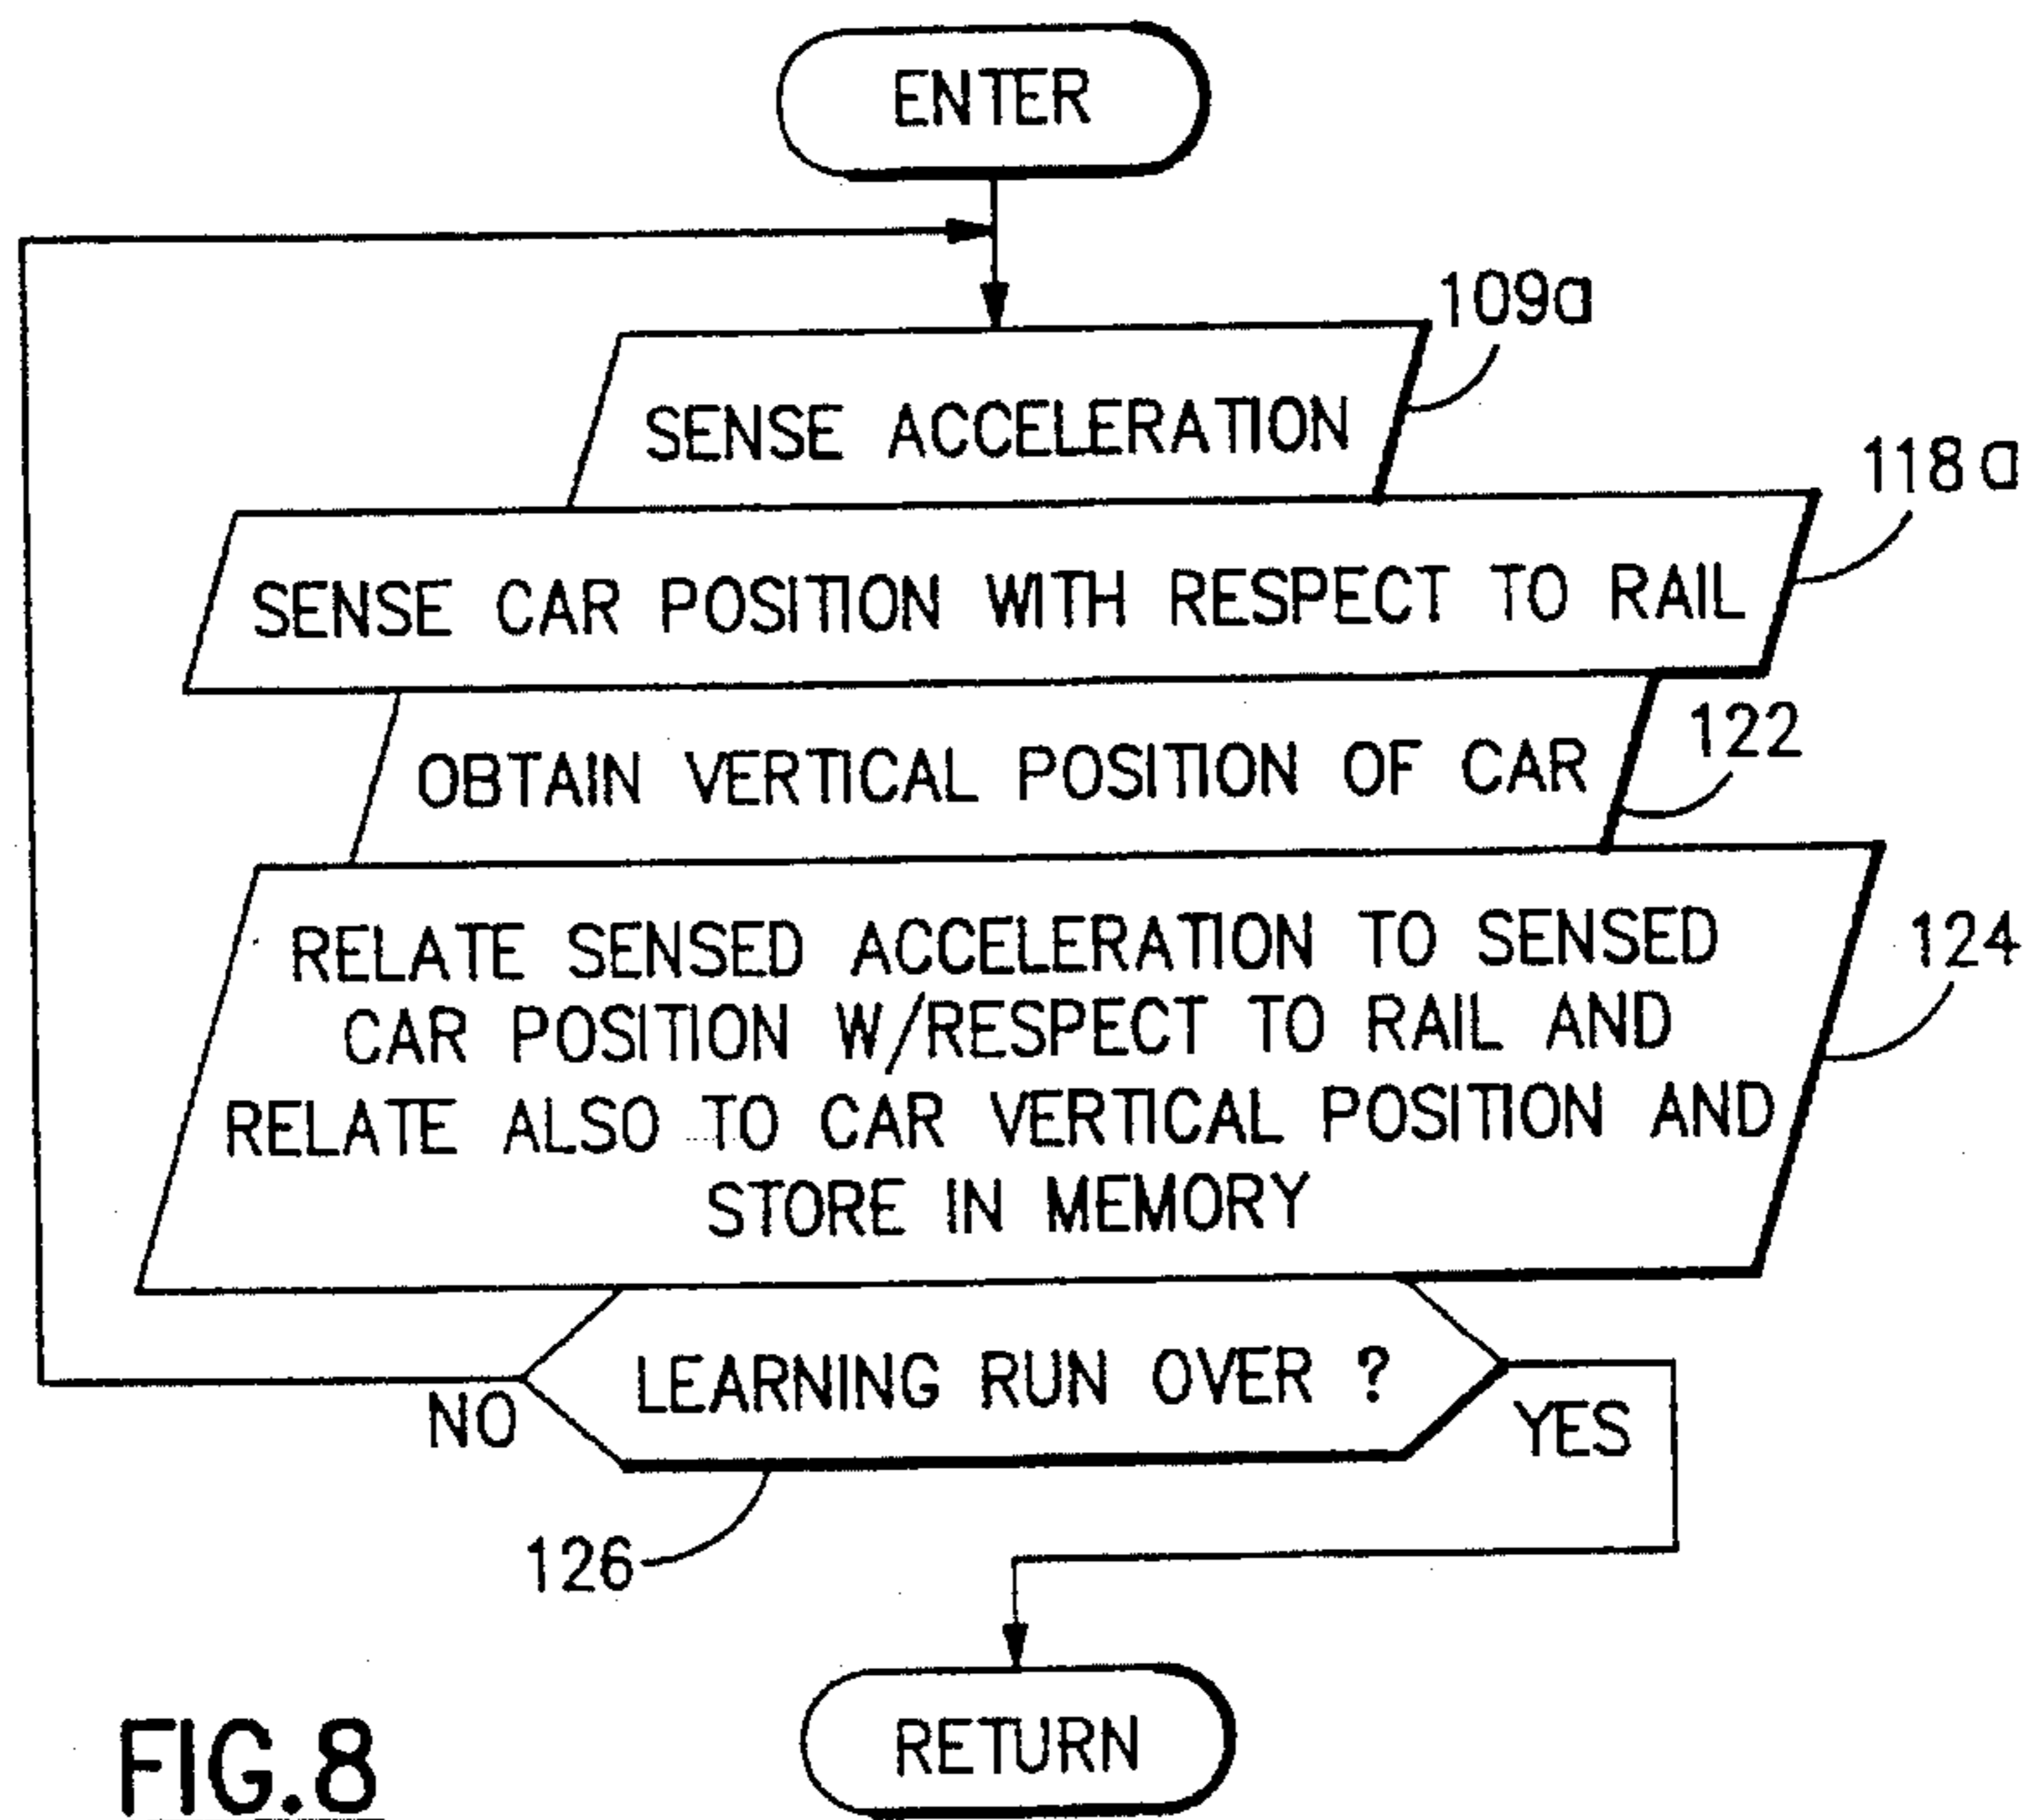 ENTER
109a
SENSE ACCELERATION
118a
SENSE CAR POSITION WITH RESPECT TO RAIL
122
OBTAIN VERTICAL POSITION OF CAR
124
RELATE SENSED ACCELERATION TO SENSED
CAR POSITION W/RESPECT TO RAIL AND
RELATE ALSO TO CAR VERTICAL POSITION AND
STORE IN MEMORY
LEARNING RUN OVER ?
NO
YES
126
RETURN
FIG.8